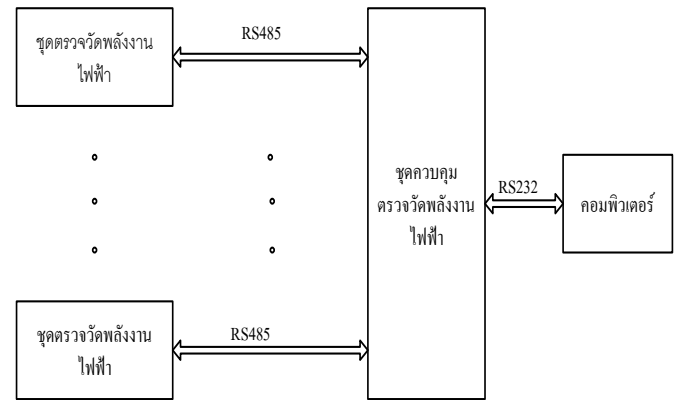 ชุดตรวจวัดพลังงาน
ไฟฟ้า
RS485
ชุดควบคุม
ตรวจวัดพลังงาน
ไฟฟ้า
RS232
คอมพิวเตอร์
ชุดตรวจวัดพลังงาน
ไฟฟ้า
RS485